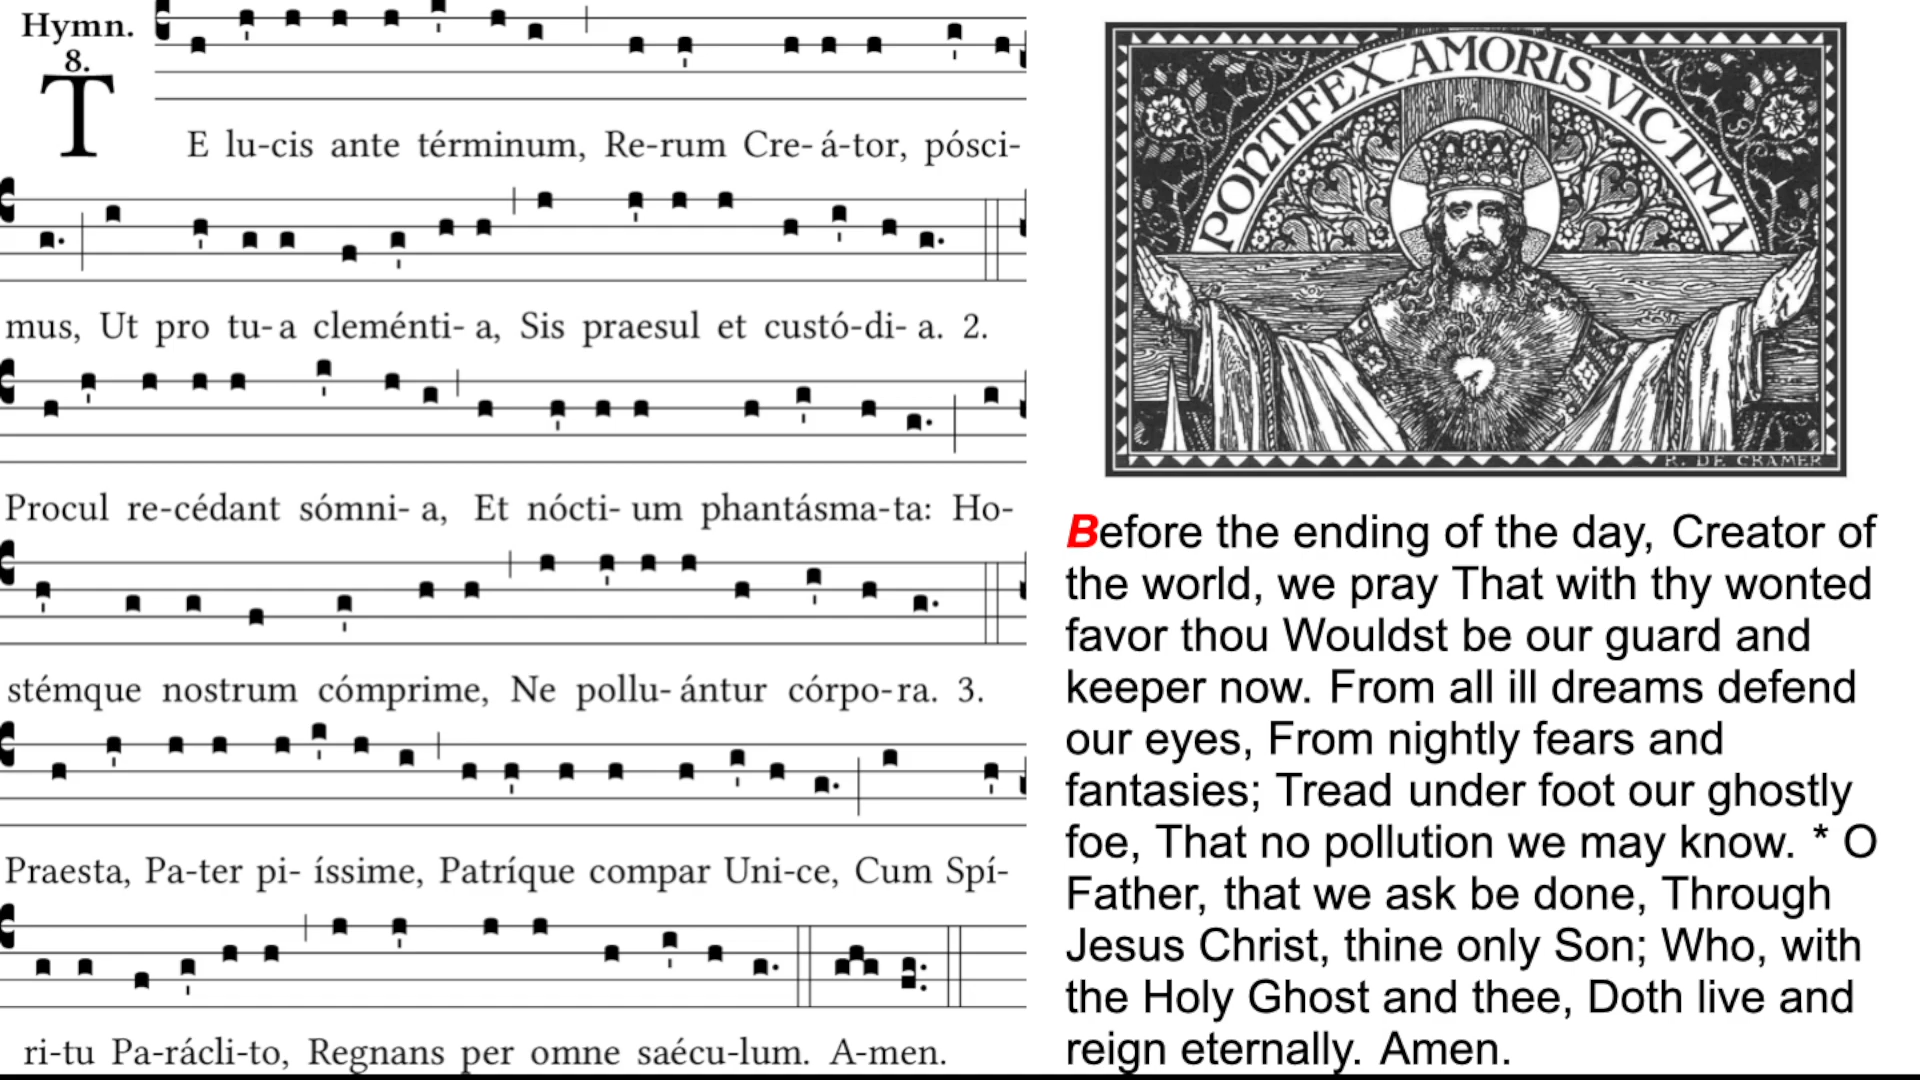 Hymn.
8.
TE lu-cis ante términum, Re-rum Cre- á-tor, pósci-
mus, Ut pro tu- a cleménti- a, Sis praesul et custó-di- a. 2.
Procul re-cédant sómni- a, Et nócti- um phantásma-ta: Ho-
stémque nostrum cómprime, Ne pollu- ántur córpo-ra. 3.
Praesta, Pa-ter pi- íssime, Patríque compar Uni-ce, Cum Spí-
ri-tu Pa-rácli-to, Regnans per omne saécu-lum. A-men.
PONTIFEX AMORIS VICTIMA
R. DE CRAMER
Before the ending of the day, Creator of
the world, we pray That with thy wonted
favor thou Wouldst be our guard and
keeper now. From all ill dreams defend
our eyes, From nightly fears and
fantasies; Tread under foot our ghostly
foe, That no pollution we may know. * O
Father, that we ask be done, Through
Jesus Christ, thine only Son; Who, with
the Holy Ghost and thee, Doth live and
reign eternally. Amen.